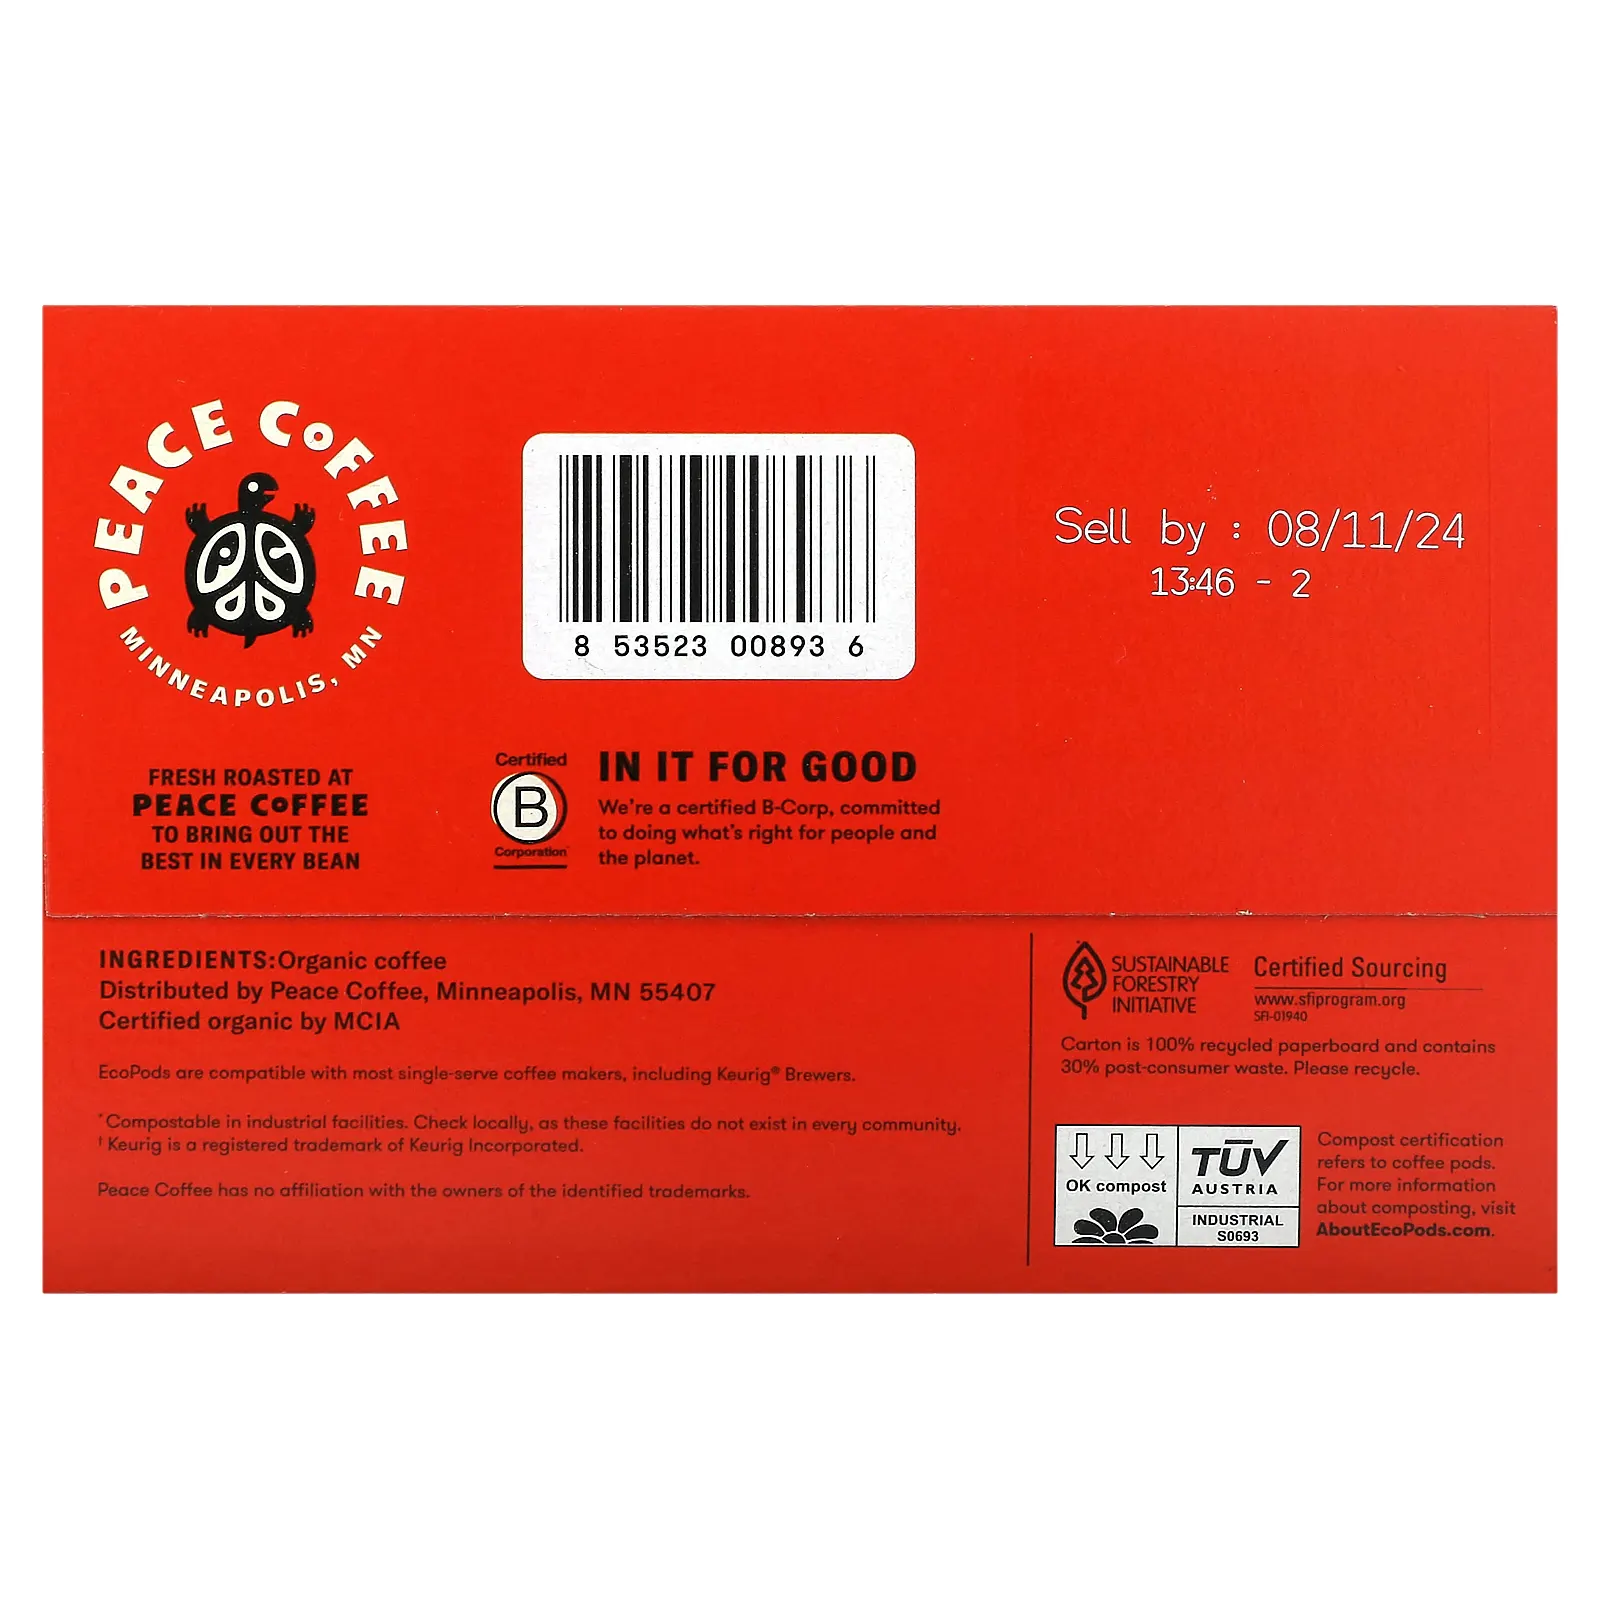 PEACE COFFEE
MINNEAPOLIS, MN
PC
FRESH ROASTED AT
PEACE COFFEE
TO BRING OUT THE
BEST IN EVERY BEAN
8 53523 00893 6
Sell by : 08/11/24
13:46 - 2
Certified
B
Corporation
IN IT FOR GOOD
We're a certified B-Corp, committed
to doing what's right for people and
the planet.
INGREDIENTS: Organic coffee
Distributed by Peace Coffee, Minneapolis, MN 55407
Certified organic by MCIA
EcoPods are compatible with most single-serve coffee makers, including Keurig® Brewers.
*Compostable in industrial facilities. Check locally, as these facilities do not exist in every community.
† Keurig is a registered trademark of Keurig Incorporated.
Peace Coffee has no affiliation with the owners of the identified trademarks.
SUSTAINABLE
FORESTRY
INITIATIVE
Certified Sourcing
www.sfiprogram.org
SFI-01940
Carton is 100% recycled paperboard and contains
30% post-consumer waste. Please recycle.
OK compost
TÜV
AUSTRIA
INDUSTRIAL
S0693
Compost certification
refers to coffee pods.
For more information
about composting, visit
AboutEcoPods.com.